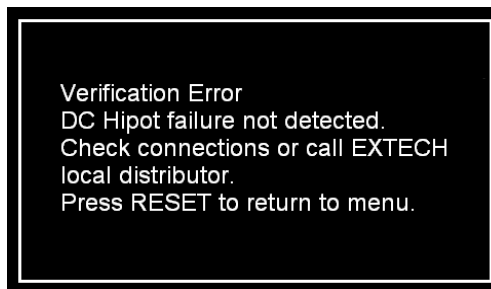 Verification Error
DC Hipot failure not detected.
Check connections or call EXTECH
local distributor.
Press RESET to return to menu.